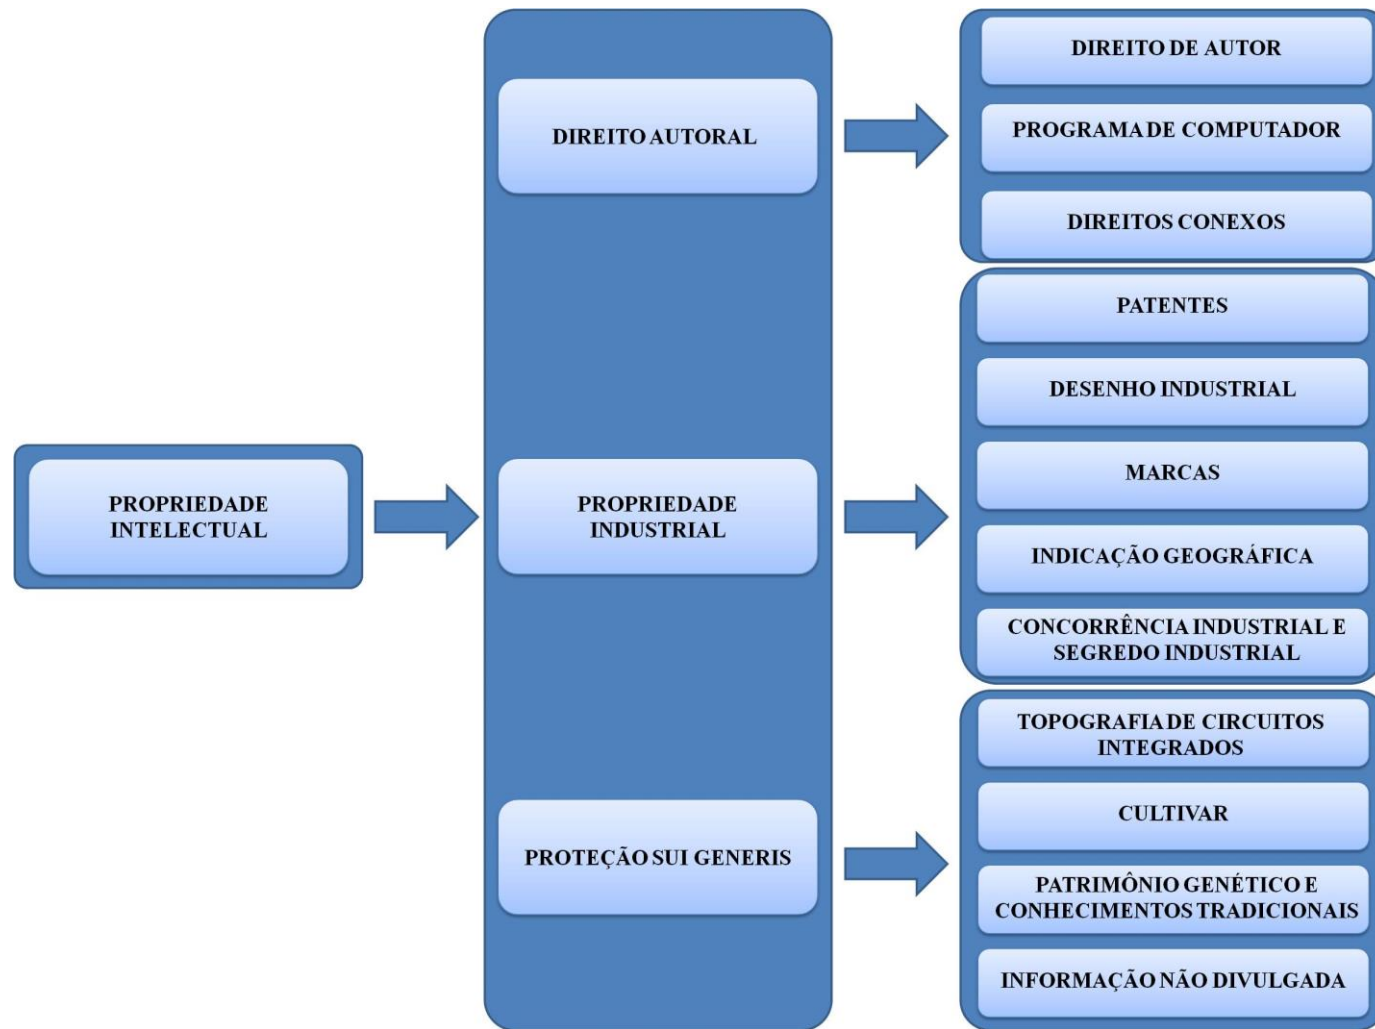 PROPRIEDADE
INTELECTUAL
DIREITO AUTORAL
PROPRIEDADE
INDUSTRIAL
PROTEÇÃO SUI GENERIS
DIREITO DE AUTOR
PROGRAMA DE COMPUTADOR
DIREITOS CONEXOS
PATENTES
DESENHO INDUSTRIAL
MARCAS
INDICAÇÃO GEOGRÁFICA
CONCORRÊNCIA INDUSTRIAL E
SEGREDO INDUSTRIAL
TOPOGRAFIA DE CIRCUITOS
INTEGRADOS
CULTIVAR
PATRIMÔNIO GENÉTICO E
CONHECIMENTOS TRADICIONAIS
INFORMAÇÃO NÃO DIVULGADA